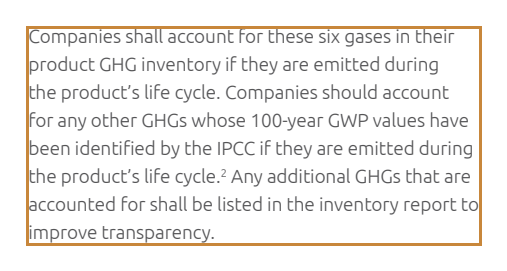 Companies shall account for these six gases in their
product GHG inventory if they are emitted during
the product’s life cycle. Companies should account
for any other GHGs whose 100-year GWP values have
been identified by the IPCC if they are emitted during
the product’s life cycle.² Any additional GHGs that are
accounted for shall be listed in the inventory report to
improve transparency.